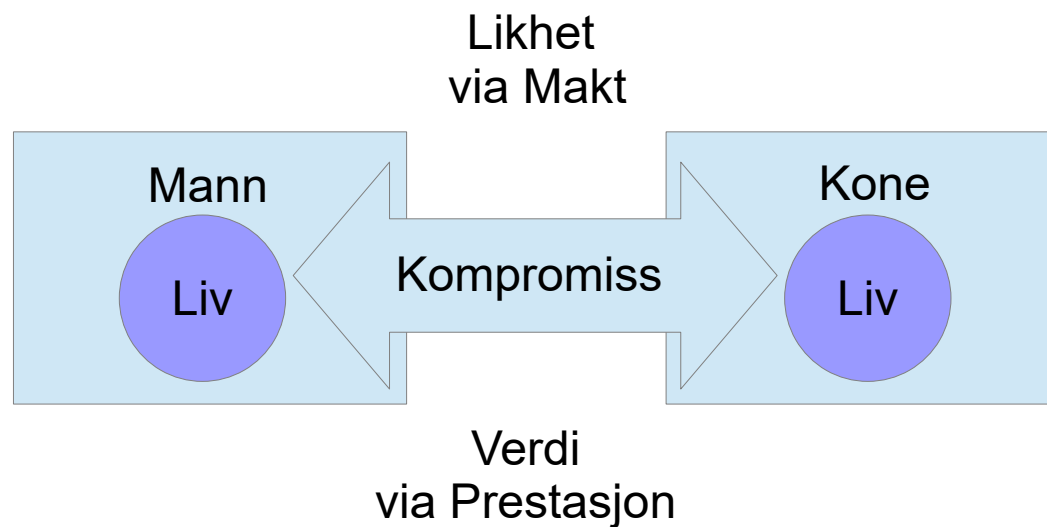 Likhet
via Makt
Mann
Kone
Liv
Kompromiss
Liv
Verdi
via Prestasjon